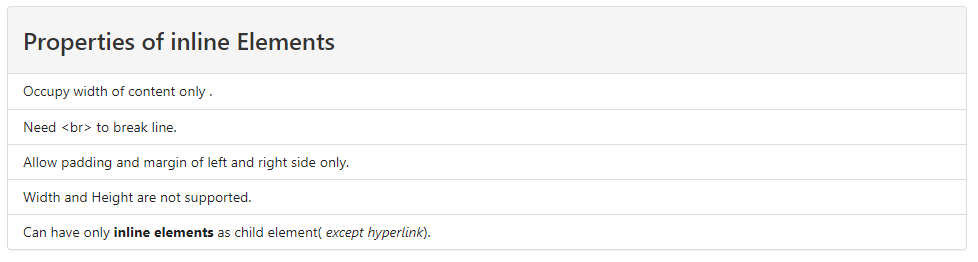 Properties of inline Elements
Occupy width of content only .
Need <br> to break line.
Allow padding and margin of left and right side only.
Width and Height are not supported.
Can have only inline elements as child element( except hyperlink).